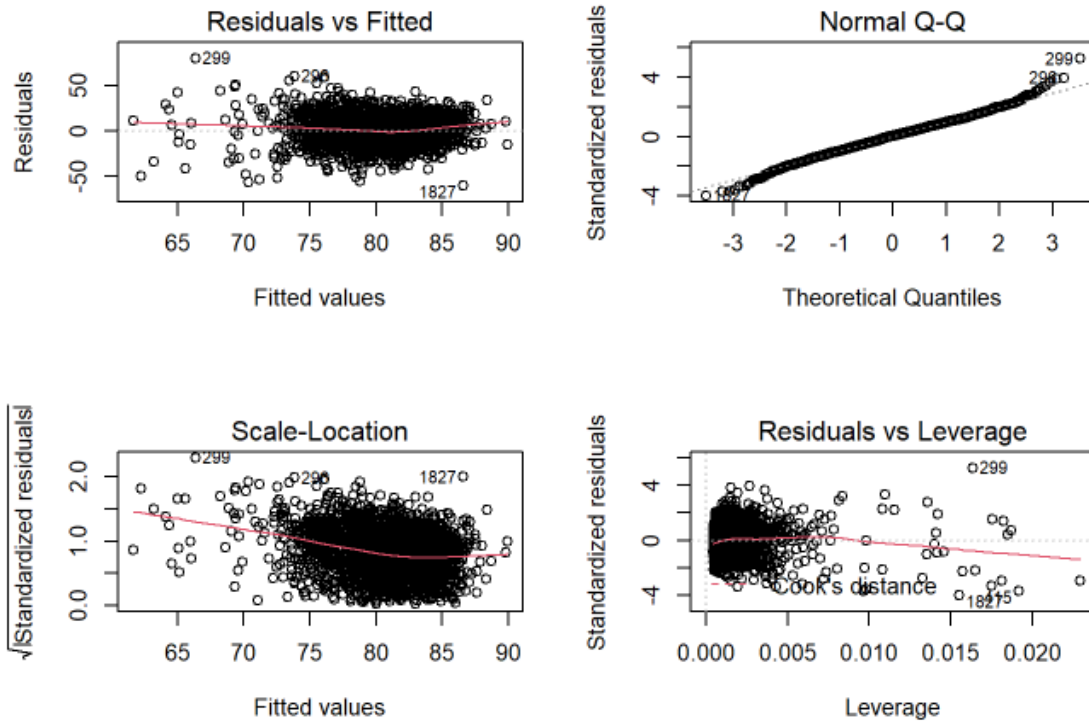 Residuals vs Fitted
Residuals
50
0
-50
299
296
1827
65 70 75 80 85 90
Fitted values
Normal Q-Q
Standardized residuals
4
0
-4
299
-3 -2 -1 0 1 2 3
Theoretical Quantiles
Scale-Location
√|Standardized residuals|
2.0
1.0
0.0
299
296
1827
65 70 75 80 85 90
Fitted values
Residuals vs Leverage
Standardized residuals
4
0
-4
299
Cook's distance
1827
0.000 0.005 0.010 0.015 0.020
Leverage